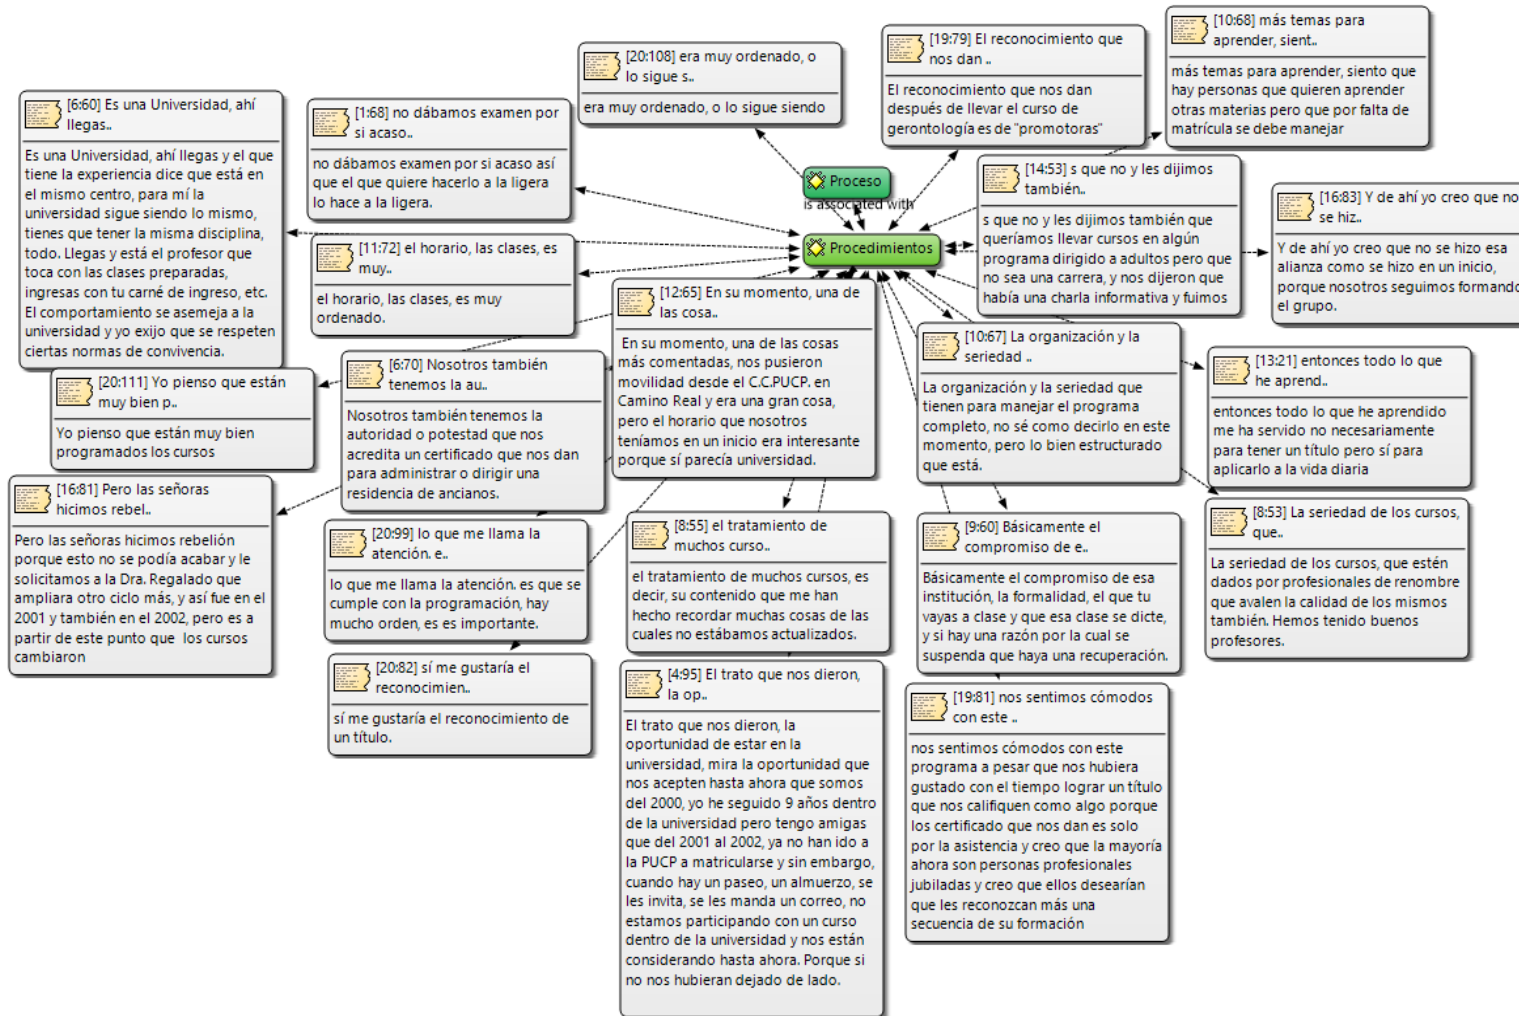 [10:68] más temas para
aprender, sient..
más temas para aprender, siento que
hay personas que quieren aprender
otras materias pero que por falta de
matrícula se debe manejar
[19:79] El reconocimiento que
nos dan ..
El reconocimiento que nos dan
después de llevar el curso de
gerontología es de "promotoras"
[20:108] era muy ordenado, o
lo sigue s..
era muy ordenado, o lo sigue siendo
[6:60] Es una Universidad, ahí
llegas..
Es una Universidad, ahí llegas y el que
tiene la experiencia dice que está en
el mismo centro, para mí la
universidad sigue siendo lo mismo,
tienes que tener la misma disciplina,
todo. Llegas y está el profesor que
toca con las clases preparadas,
ingresas con tu carné de ingreso, etc.
El comportamiento se asemeja a la
universidad y yo exijo que se respeten
ciertas normas de convivencia.
[1:68] no dábamos examen por
si acaso..
no dábamos examen por si acaso así
que el que quiere hacerlo a la ligera
lo hace a la ligera.
Proceso
is associated with
Procedimientos
[14:53] s que no y les dijimos
también..
s que no y les dijimos también que
queríamos llevar cursos en algún
programa dirigido a adultos pero que
no sea una carrera, y nos dijeron que
había una charla informativa y fuimos
[16:83] Y de ahí yo creo que no
se hiz..
Y de ahí yo creo que no se hizo esa
alianza como se hizo en un inicio,
porque nosotros seguimos formando
el grupo.
[11:72] el horario, las clases, es
muy..
el horario, las clases, es muy
ordenado.
[12:65] En su momento, una de
las cosa..
En su momento, una de las cosas
más comentadas, nos pusieron
movilidad desde el C.C.PUCP. en
Camino Real y era una gran cosa,
pero el horario que nosotros
teníamos en un inicio era interesante
porque sí parecía universidad.
[10:67] La organización y la
seriedad ..
La organización y la seriedad que
tienen para manejar el programa
completo, no sé como decirlo en este
momento, pero lo bien estructurado
que está.
[13:21] entonces todo lo que
he aprend..
entonces todo lo que he aprendido
me ha servido no necesariamente
para tener un título pero sí para
aplicarlo a la vida diaria
[20:111] Yo pienso que están
muy bien p..
Yo pienso que están muy bien
programados los cursos
[6:70] Nosotros también
tenemos la au..
Nosotros también tenemos la
autoridad o potestad que nos
acredita un certificado que nos dan
para administrar o dirigir una
residencia de ancianos.
[16:81] Pero las señoras
hicimos rebel..
Pero las señoras hicimos rebelión
porque esto no se podía acabar y le
solicitamos a la Dra. Regalado que
ampliara otro ciclo más, y así fue en el
2001 y también en el 2002, pero es a
partir de este punto que los cursos
cambiaron
[20:99] lo que me llama la
atención. e..
lo que me llama la atención. es que se
cumple con la programación, hay
mucho orden, es es importante.
[8:55] el tratamiento de
muchos curso..
el tratamiento de muchos cursos, es
decir, su contenido que me han
hecho recordar muchas cosas de las
cuales no estábamos actualizados.
[9:60] Básicamente el
compromiso de e..
Básicamente el compromiso de esa
institución, la formalidad, el que tu
vayas a clase y que esa clase se dicte,
y si hay una razón por la cual se
suspenda que haya una recuperación.
[8:53] La seriedad de los cursos,
que..
La seriedad de los cursos, que estén
dados por profesionales de renombre
que avalen la calidad de los mismos
también. Hemos tenido buenos
profesores.
[20:82] sí me gustaría el
reconocimien..
sí me gustaría el reconocimiento de
un título.
[4:95] El trato que nos dieron,
la op..
El trato que nos dieron, la
oportunidad de estar en la
universidad, mira la oportunidad que
nos acepten hasta ahora que somos
del 2000, yo he seguido 9 años dentro
de la universidad pero tengo amigas
que del 2001 al 2002, ya no han ido a
la PUCP a matricularse y sin embargo,
cuando hay un paseo, un almuerzo, se
les invita, se les manda un correo, no
estamos participando con un curso
dentro de la universidad y nos están
considerando hasta ahora. Porque si
no nos hubieran dejado de lado.
[19:81] nos sentimos cómodos
con este ..
nos sentimos cómodos con este
programa a pesar que nos hubiera
gustado con el tiempo lograr un título
que nos califiquen como algo porque
los certificado que nos dan es solo
por la asistencia y creo que la mayoría
ahora son personas profesionales
jubiladas y creo que ellos desearían
que les reconozcan más una
secuencia de su formación